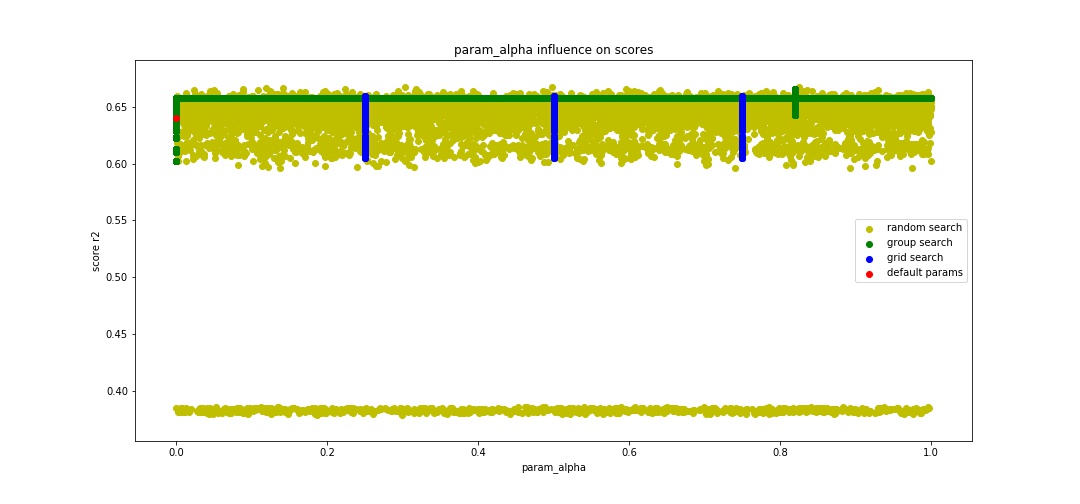 param_alpha influence on scores
score r2
0.65
0.60
0.55
0.50
0.45
0.40
random search
group search
grid search
default params
0.0 0.2 0.4 0.6 0.8 1.0
param_alpha